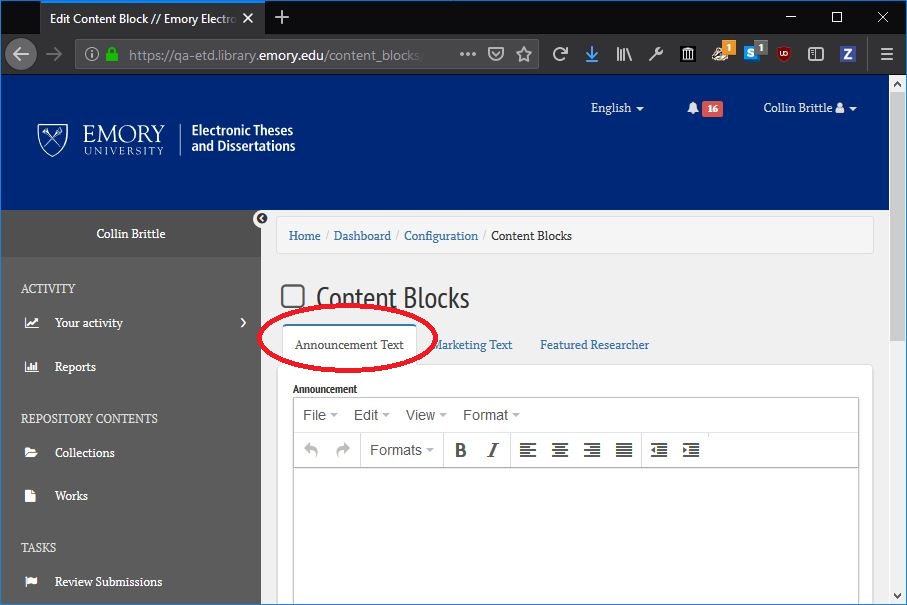 Edit Content Block // Emory Electro
https://qa-etd.library.emory.edu/content_blocks
1
1
English
16
Collin Brittle
EMORY
UNIVERSITY
Electronic Theses
and Dissertations
Collin Brittle
Home / Dashboard / Configuration / Content Blocks
ACTIVITY
Your activity
Reports
REPOSITORY CONTENTS
Collections
Works
TASKS
Review Submissions
Content Blocks
Announcement Text
Marketing Text
Featured Researcher
Announcement
File Edit View Format
Formats B I